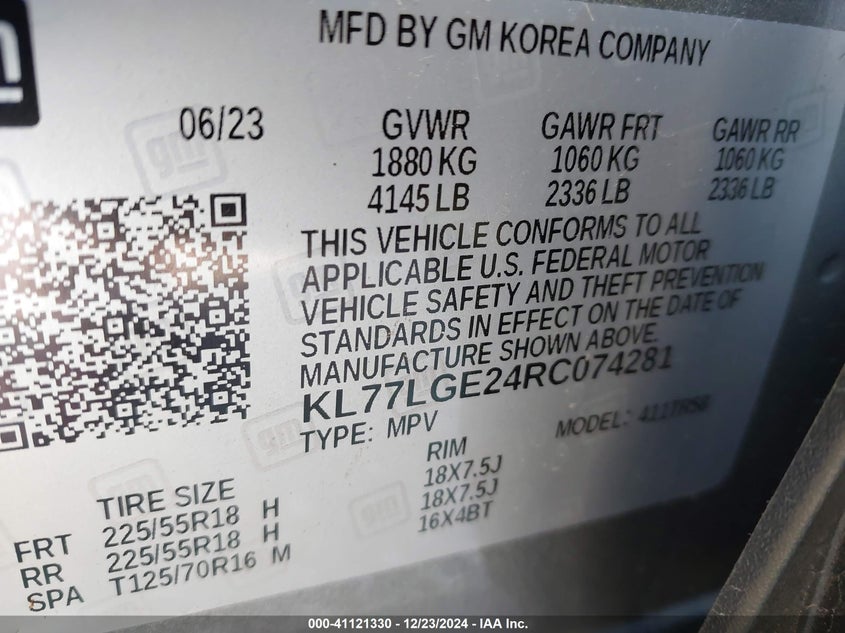 gm
MFD BY GM KOREA COMPANY
06/23 GVWR GAWR FRT GAWR RR
1880 KG 1060 KG 1060 KG
4145 LB 2336 LB 2336 LB
THIS VEHICLE CONFORMS TO ALL
APPLICABLE U.S. FEDERAL MOTOR
VEHICLE SAFETY AND THEFT PREVENTION
STANDARDS IN EFFECT ON THE DATE OF
MANUFACTURE SHOWN ABOVE.
KL77LGE24RC074281
TYPE: MPV MODEL:
TIRE SIZE RIM
FRT 225/55R18 H 18X7.5J
RR 225/55R18 H 18X7.5J
SPA T125/70R16 M 16X4BT
000-41121330 - 12/23/2024 - IAA Inc.